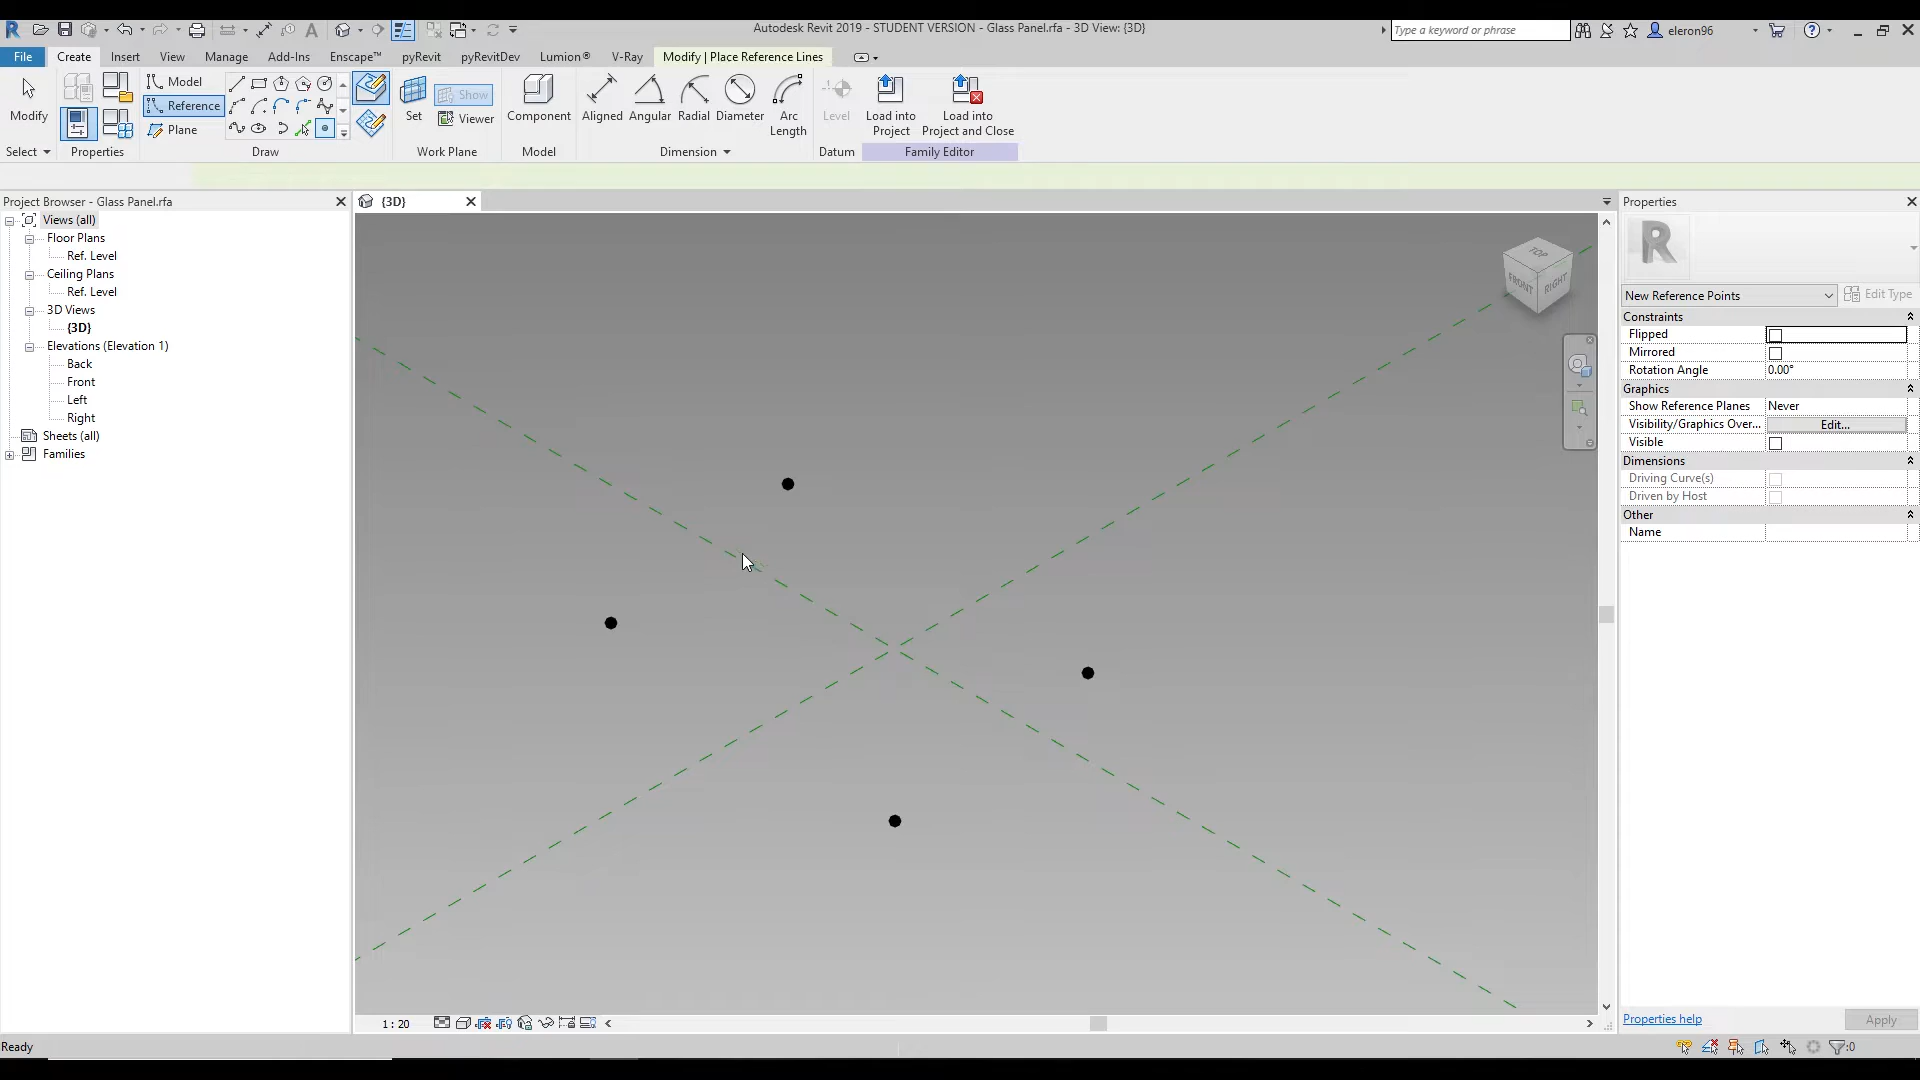 Autodesk Revit 2019 - STUDENT VERSION - Glass Panel.rfa - 3D View: {3D}
Type a keyword or phrase
eleron96
File
Create
Insert
View
Manage
Add-Ins
Enscape™
pyRevit
pyRevitDev
Lumion®
V-Ray
Modify | Place Reference Lines
Modify
Model
Reference
Plane
Set
Show
Viewer
Component
Aligned
Angular
Radial
Diameter
Arc
Length
Level
Load into
Project
Load into
Project and Close
Select
Properties
Draw
Work Plane
Model
Dimension
Datum
Family Editor
Project Browser - Glass Panel.rfa
Views (all)
Floor Plans
Ref. Level
Ceiling Plans
Ref. Level
3D Views
{3D}
Elevations (Elevation 1)
Back
Front
Left
Right
Sheets (all)
Families
{3D}
TOP
FRONT
RIGHT
1 : 20
Properties
New Reference Points
Edit Type
Constraints
Flipped
Mirrored
Rotation Angle 0.00°
Graphics
Show Reference Planes Never
Visibility/Graphics Over... Edit...
Visible
Dimensions
Driving Curve(s)
Driven by Host
Other
Name
Properties help
Apply
Ready
:0